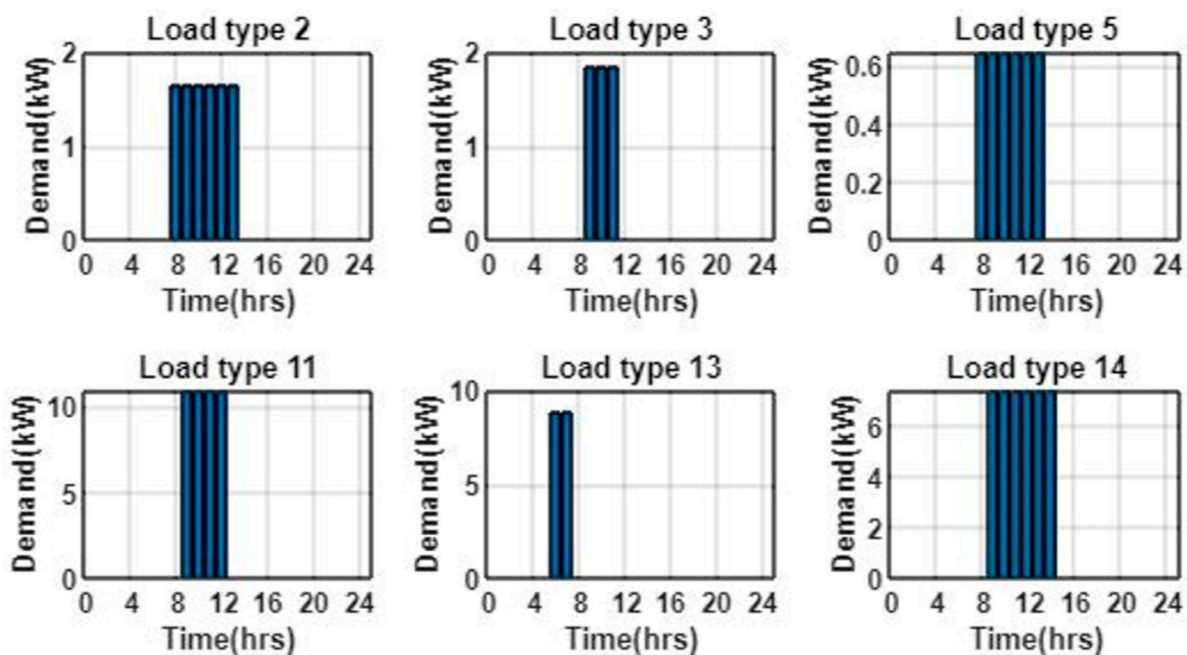 Load type 2
Demand(kW)
2
1
0
0 4 8 12 16 20 24
Time(hrs)
Load type 3
Demand(kW)
2
1
0
0 4 8 12 16 20 24
Time(hrs)
Load type 5
Demand(kW)
0.6
0.4
0.2
0
0 4 8 12 16 20 24
Time(hrs)
Load type 11
Demand(kW)
10
5
0
0 4 8 12 16 20 24
Time(hrs)
Load type 13
Demand(kW)
10
5
0
0 4 8 12 16 20 24
Time(hrs)
Load type 14
Demand(kW)
6
4
2
0
0 4 8 12 16 20 24
Time(hrs)